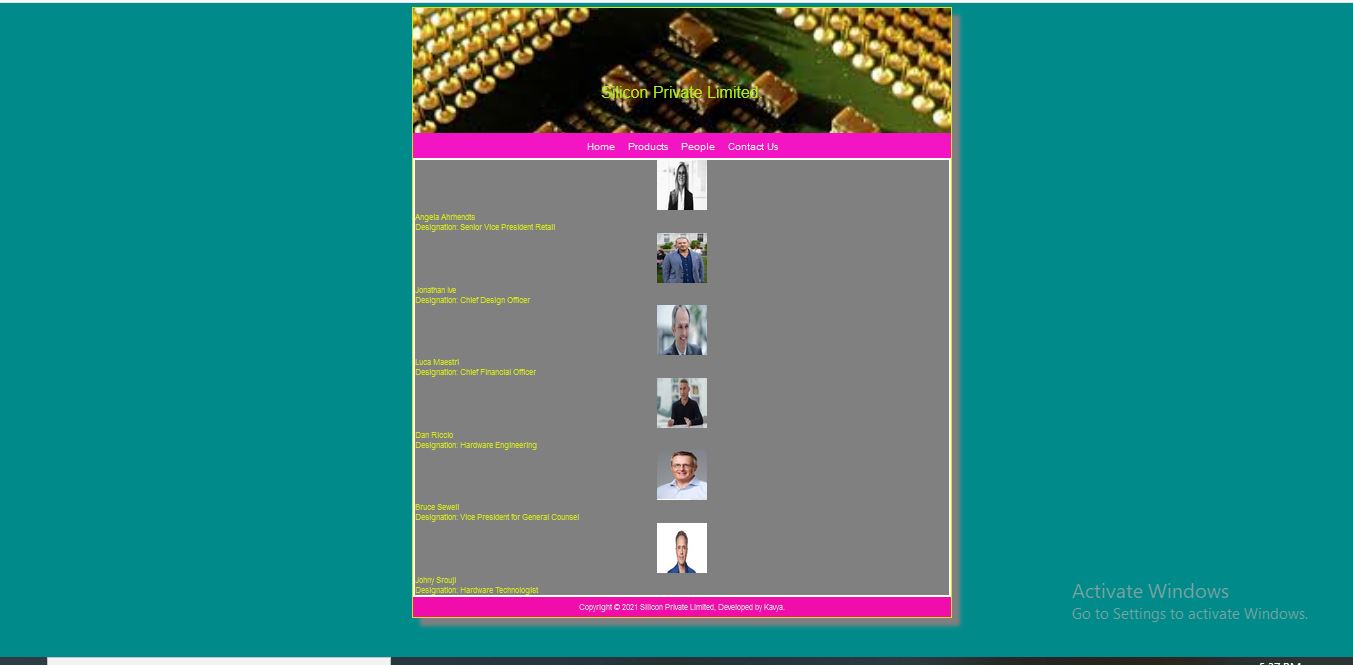 Silicon Private Limited
Home Products People Contact Us
Angela Ahrhendts
Designation: Senior Vice President Retail
Jonathan Ive
Designation: Chief Design Officer
Luca Maestri
Designation: Chief Financial Officer
Dan Riccio
Designation: Hardware Engineering
Bruce Sewell
Designation: Vice President for General Counsel
Johny Srouji
Designation: Hardware Technologist
Copyright © 2021 Silicon Private Limited, Developed by Kavya.
Activate Windows
Go to Settings to activate Windows.